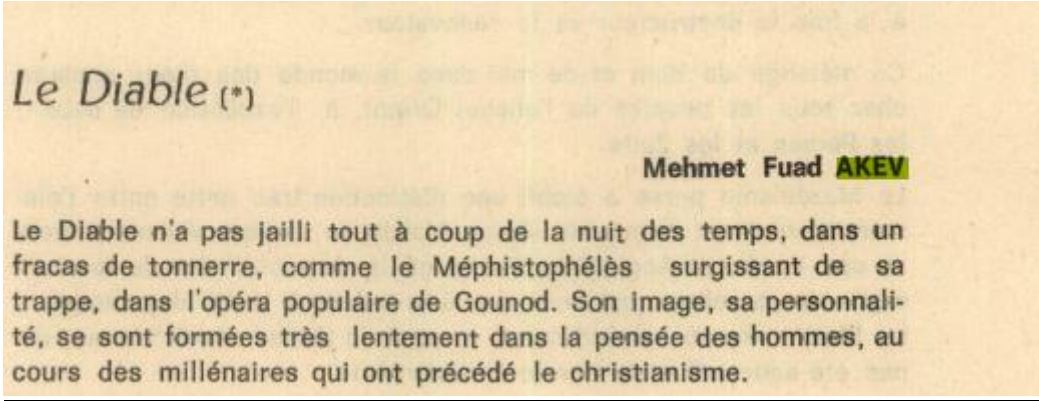 Le Diable (*)
Mehmet Fuad AKEV
Le Diable n'a pas jailli tout à coup de la nuit des temps, dans un
fracas de tonnerre, comme le Méphistophélès surgissant de sa
trappe, dans l'opéra populaire de Gounod. Son image, sa personnali-
té, se sont formées très lentement dans la pensée des hommes, au
cours des millénaires qui ont précédé le christianisme.